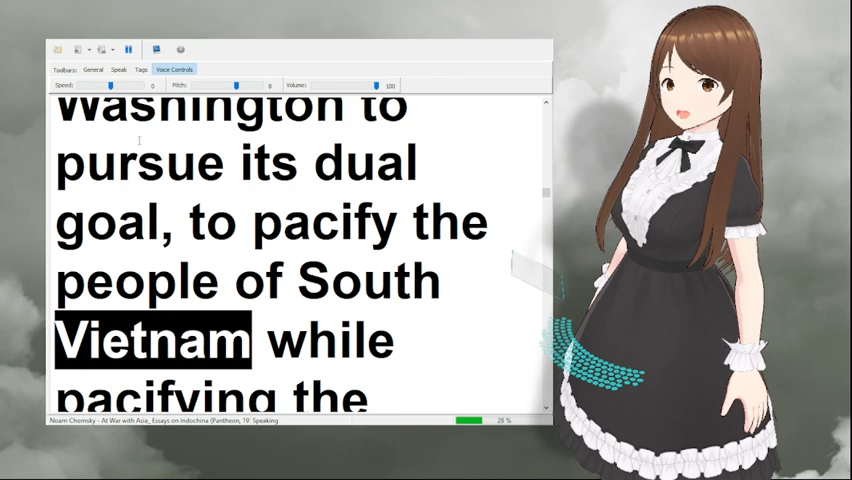 Toolbars: General Speak Tags Voice Controls
Speed: 0 Pitch: 8 Volume: 100
Washington to
pursue its dual
goal, to pacify the
people of South
Vietnam while
pacifying the
Noam Chomsky - At War with Asia_ Essays on Indochina (Pantheon, 19 Speaking 28 %